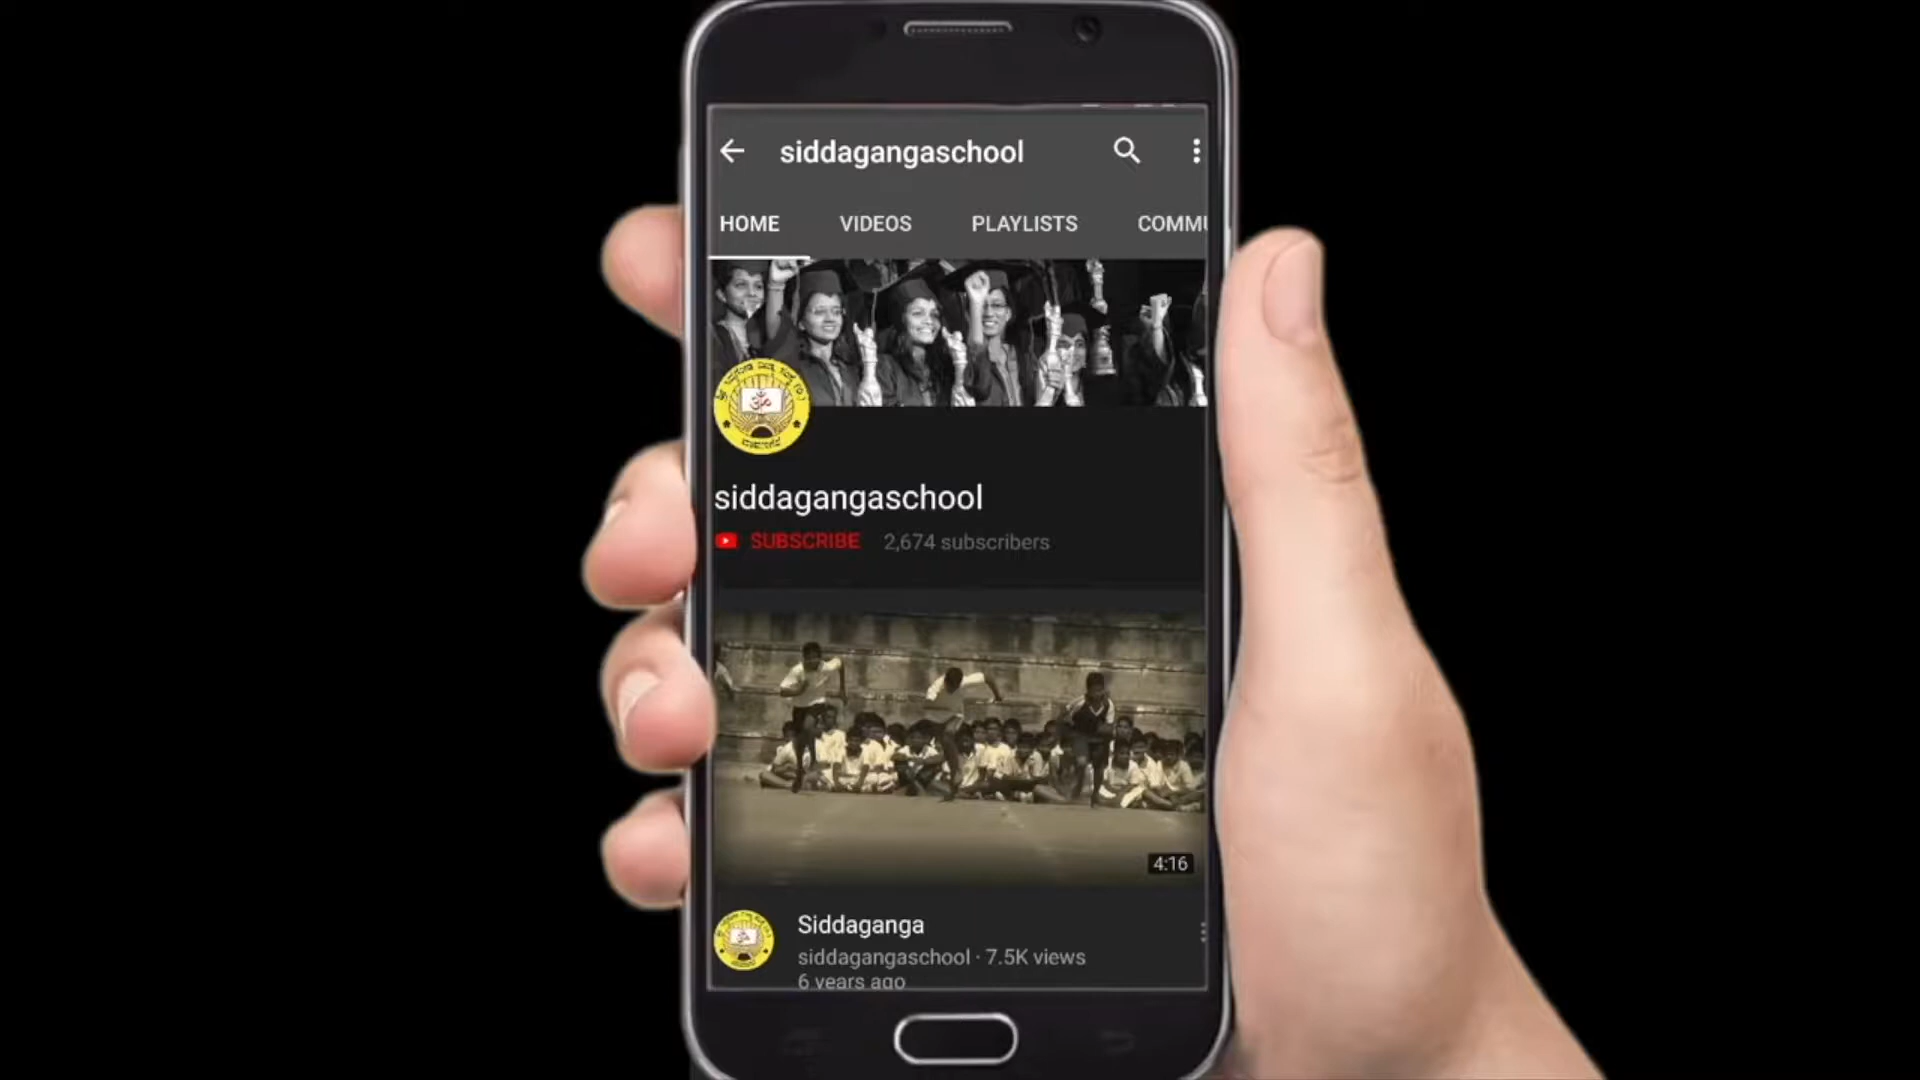 siddagangaschool
HOME VIDEOS PLAYLISTS COMMU
siddagangaschool
SUBSCRIBE 2,674 subscribers
4:16
Siddaganga
siddagangaschool · 7.5K views
6 years ago